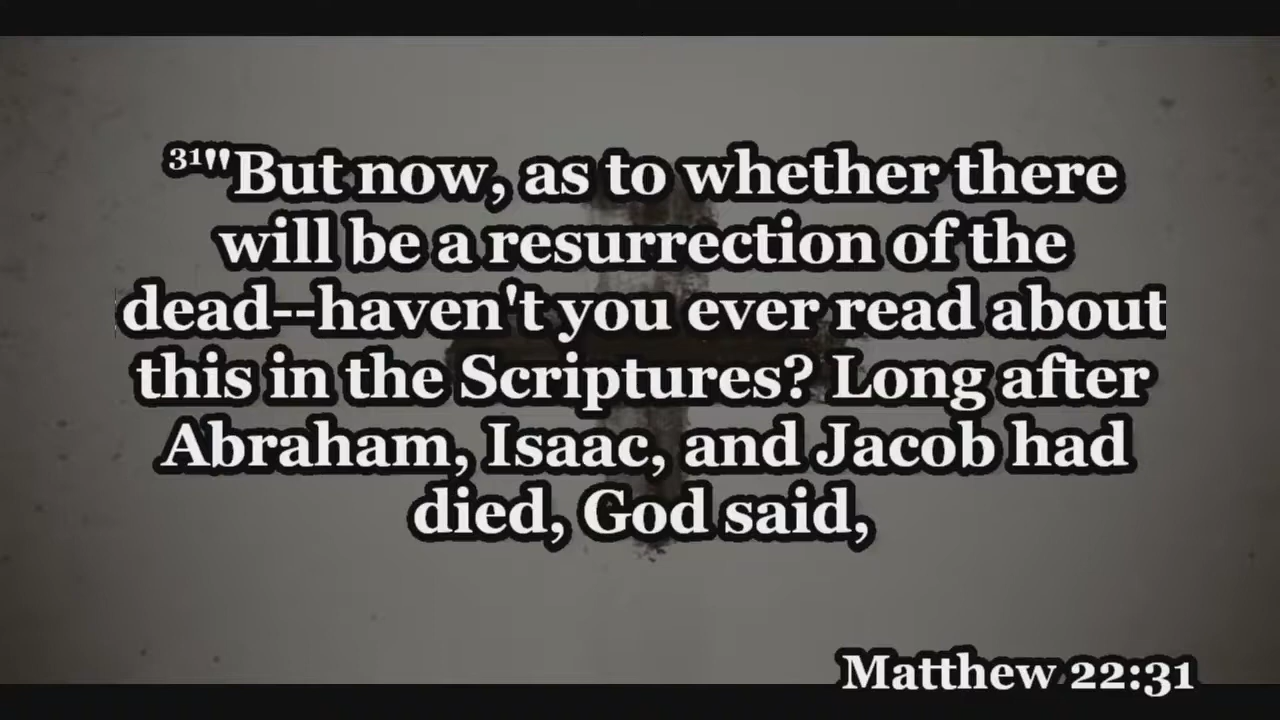 31"But now, as to whether there
will be a resurrection of the
dead--haven't you ever read about
this in the Scriptures? Long after
Abraham, Isaac, and Jacob had
died, God said,
Matthew 22:31